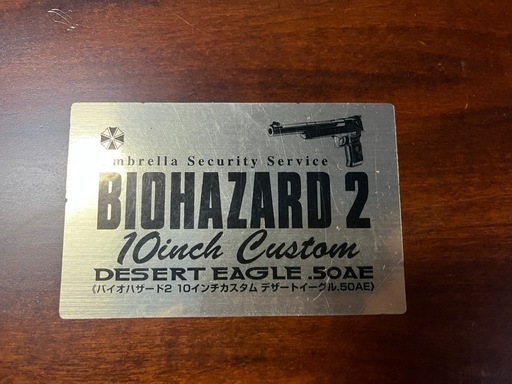 mbrella Security Service
BIOHAZARD 2
10inch Custom
DESERT EAGLE .50AE
(バイオハザード2 10インチカスタム デザートイーグル.50AE)